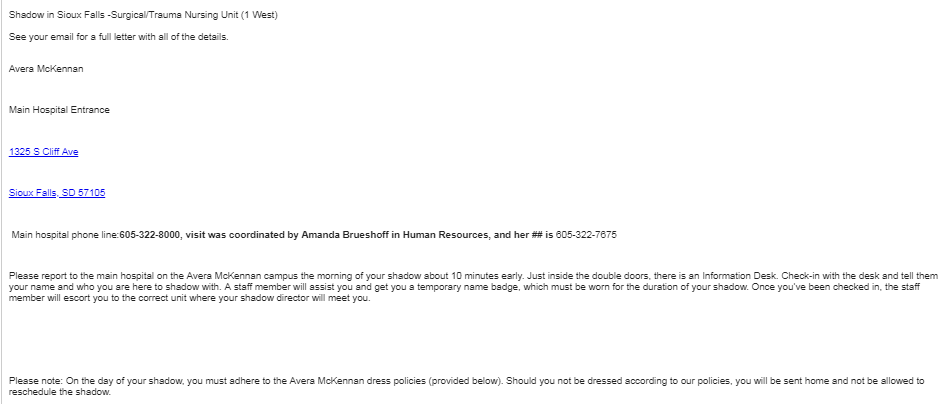 Shadow in Sioux Falls -Surgical/Trauma Nursing Unit (1 West)
See your email for a full letter with all of the details.
Avera McKennan
Main Hospital Entrance
1325 S Cliff Ave
Sioux Falls, SD 57105
Main hospital phone line:605-322-8000, visit was coordinated by Amanda Brueshoff in Human Resources, and her ## is 605-322-7675
Please report to the main hospital on the Avera McKennan campus the morning of your shadow about 10 minutes early. Just inside the double doors, there is an Information Desk. Check-in with the desk and tell them
your name and who you are here to shadow with. A staff member will assist you and get you a temporary name badge, which must be worn for the duration of your shadow. Once you've been checked in, the staff
member will escort you to the correct unit where your shadow director will meet you.
Please note: On the day of your shadow, you must adhere to the Avera McKennan dress policies (provided below). Should you not be dressed according to our policies, you will be sent home and not be allowed to
reschedule the shadow.